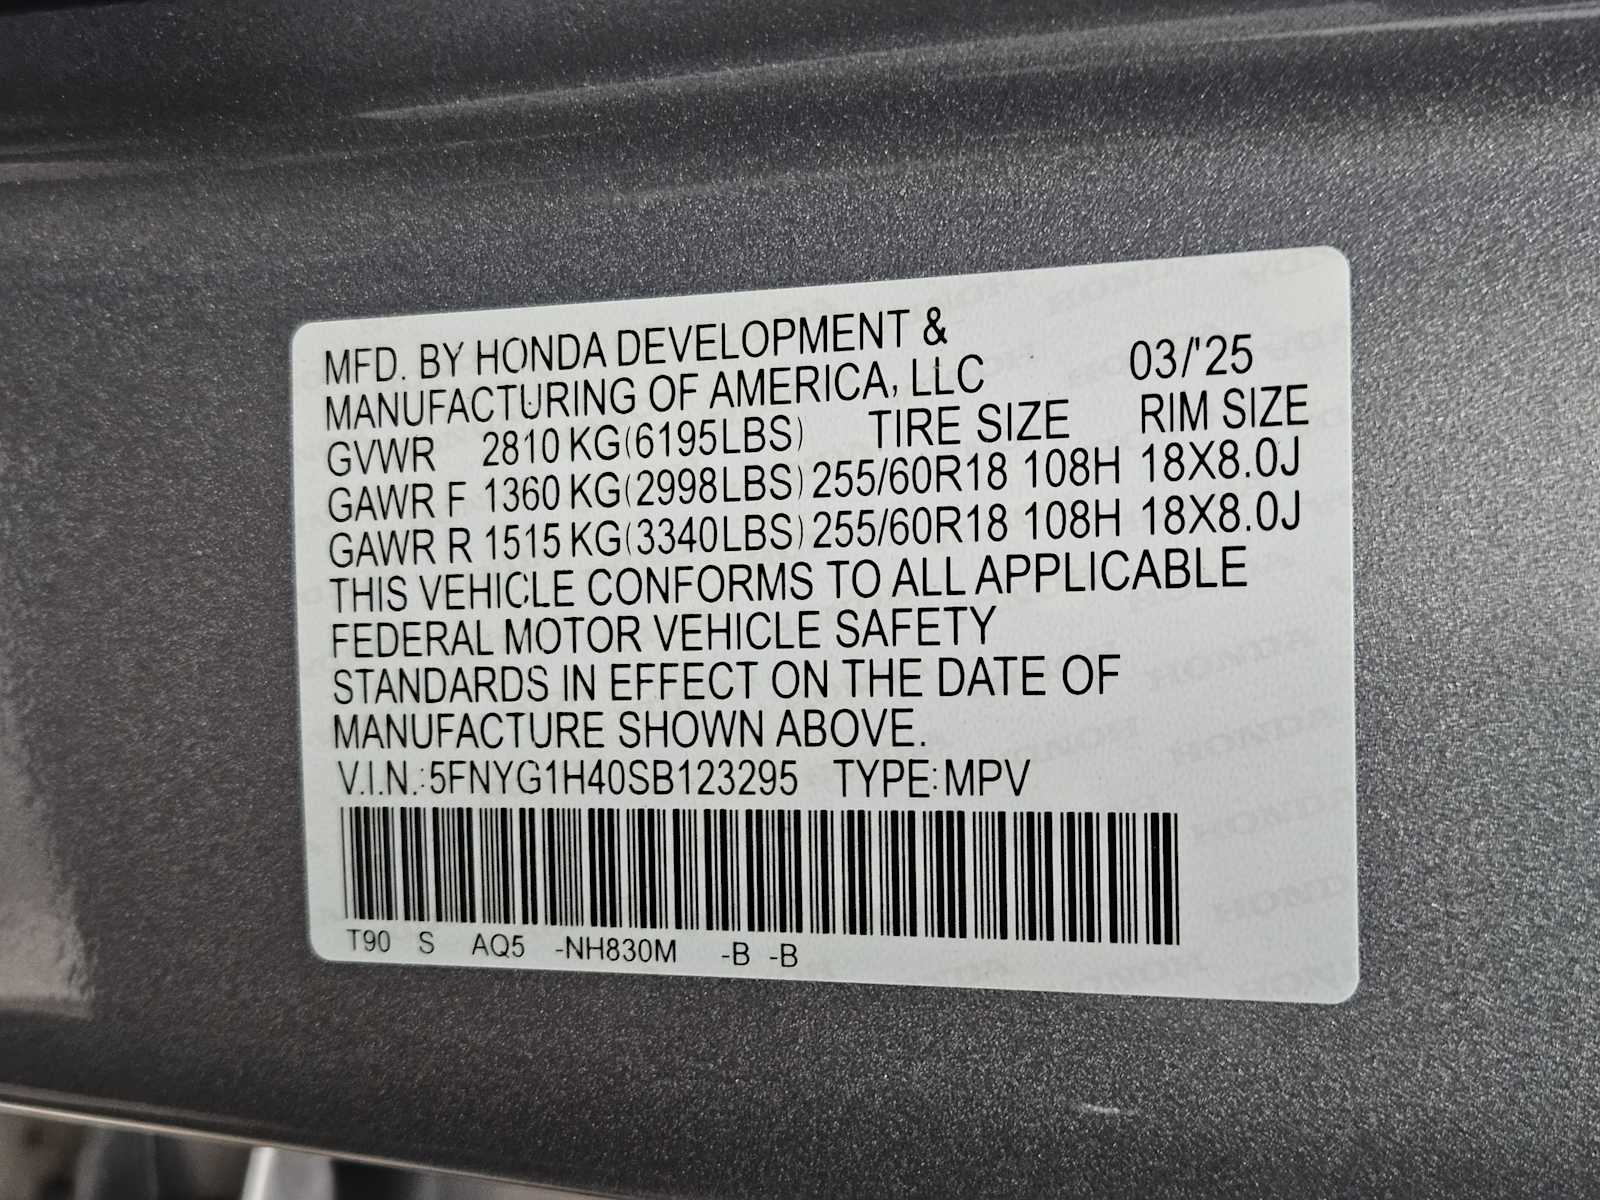 MFD. BY HONDA DEVELOPMENT &
MANUFACTURING OF AMERICA, LLC 03/'25
GVWR 2810 KG(6195LBS) TIRE SIZE RIM SIZE
GAWR F 1360 KG(2998LBS) 255/60R18 108H 18X8.0J
GAWR R 1515 KG(3340LBS) 255/60R18 108H 18X8.0J
THIS VEHICLE CONFORMS TO ALL APPLICABLE
FEDERAL MOTOR VEHICLE SAFETY
STANDARDS IN EFFECT ON THE DATE OF
MANUFACTURE SHOWN ABOVE.
V.I.N.:5FNYG1H40SB123295 TYPE:MPV
T90 S AQ5 -NH830M -B -B